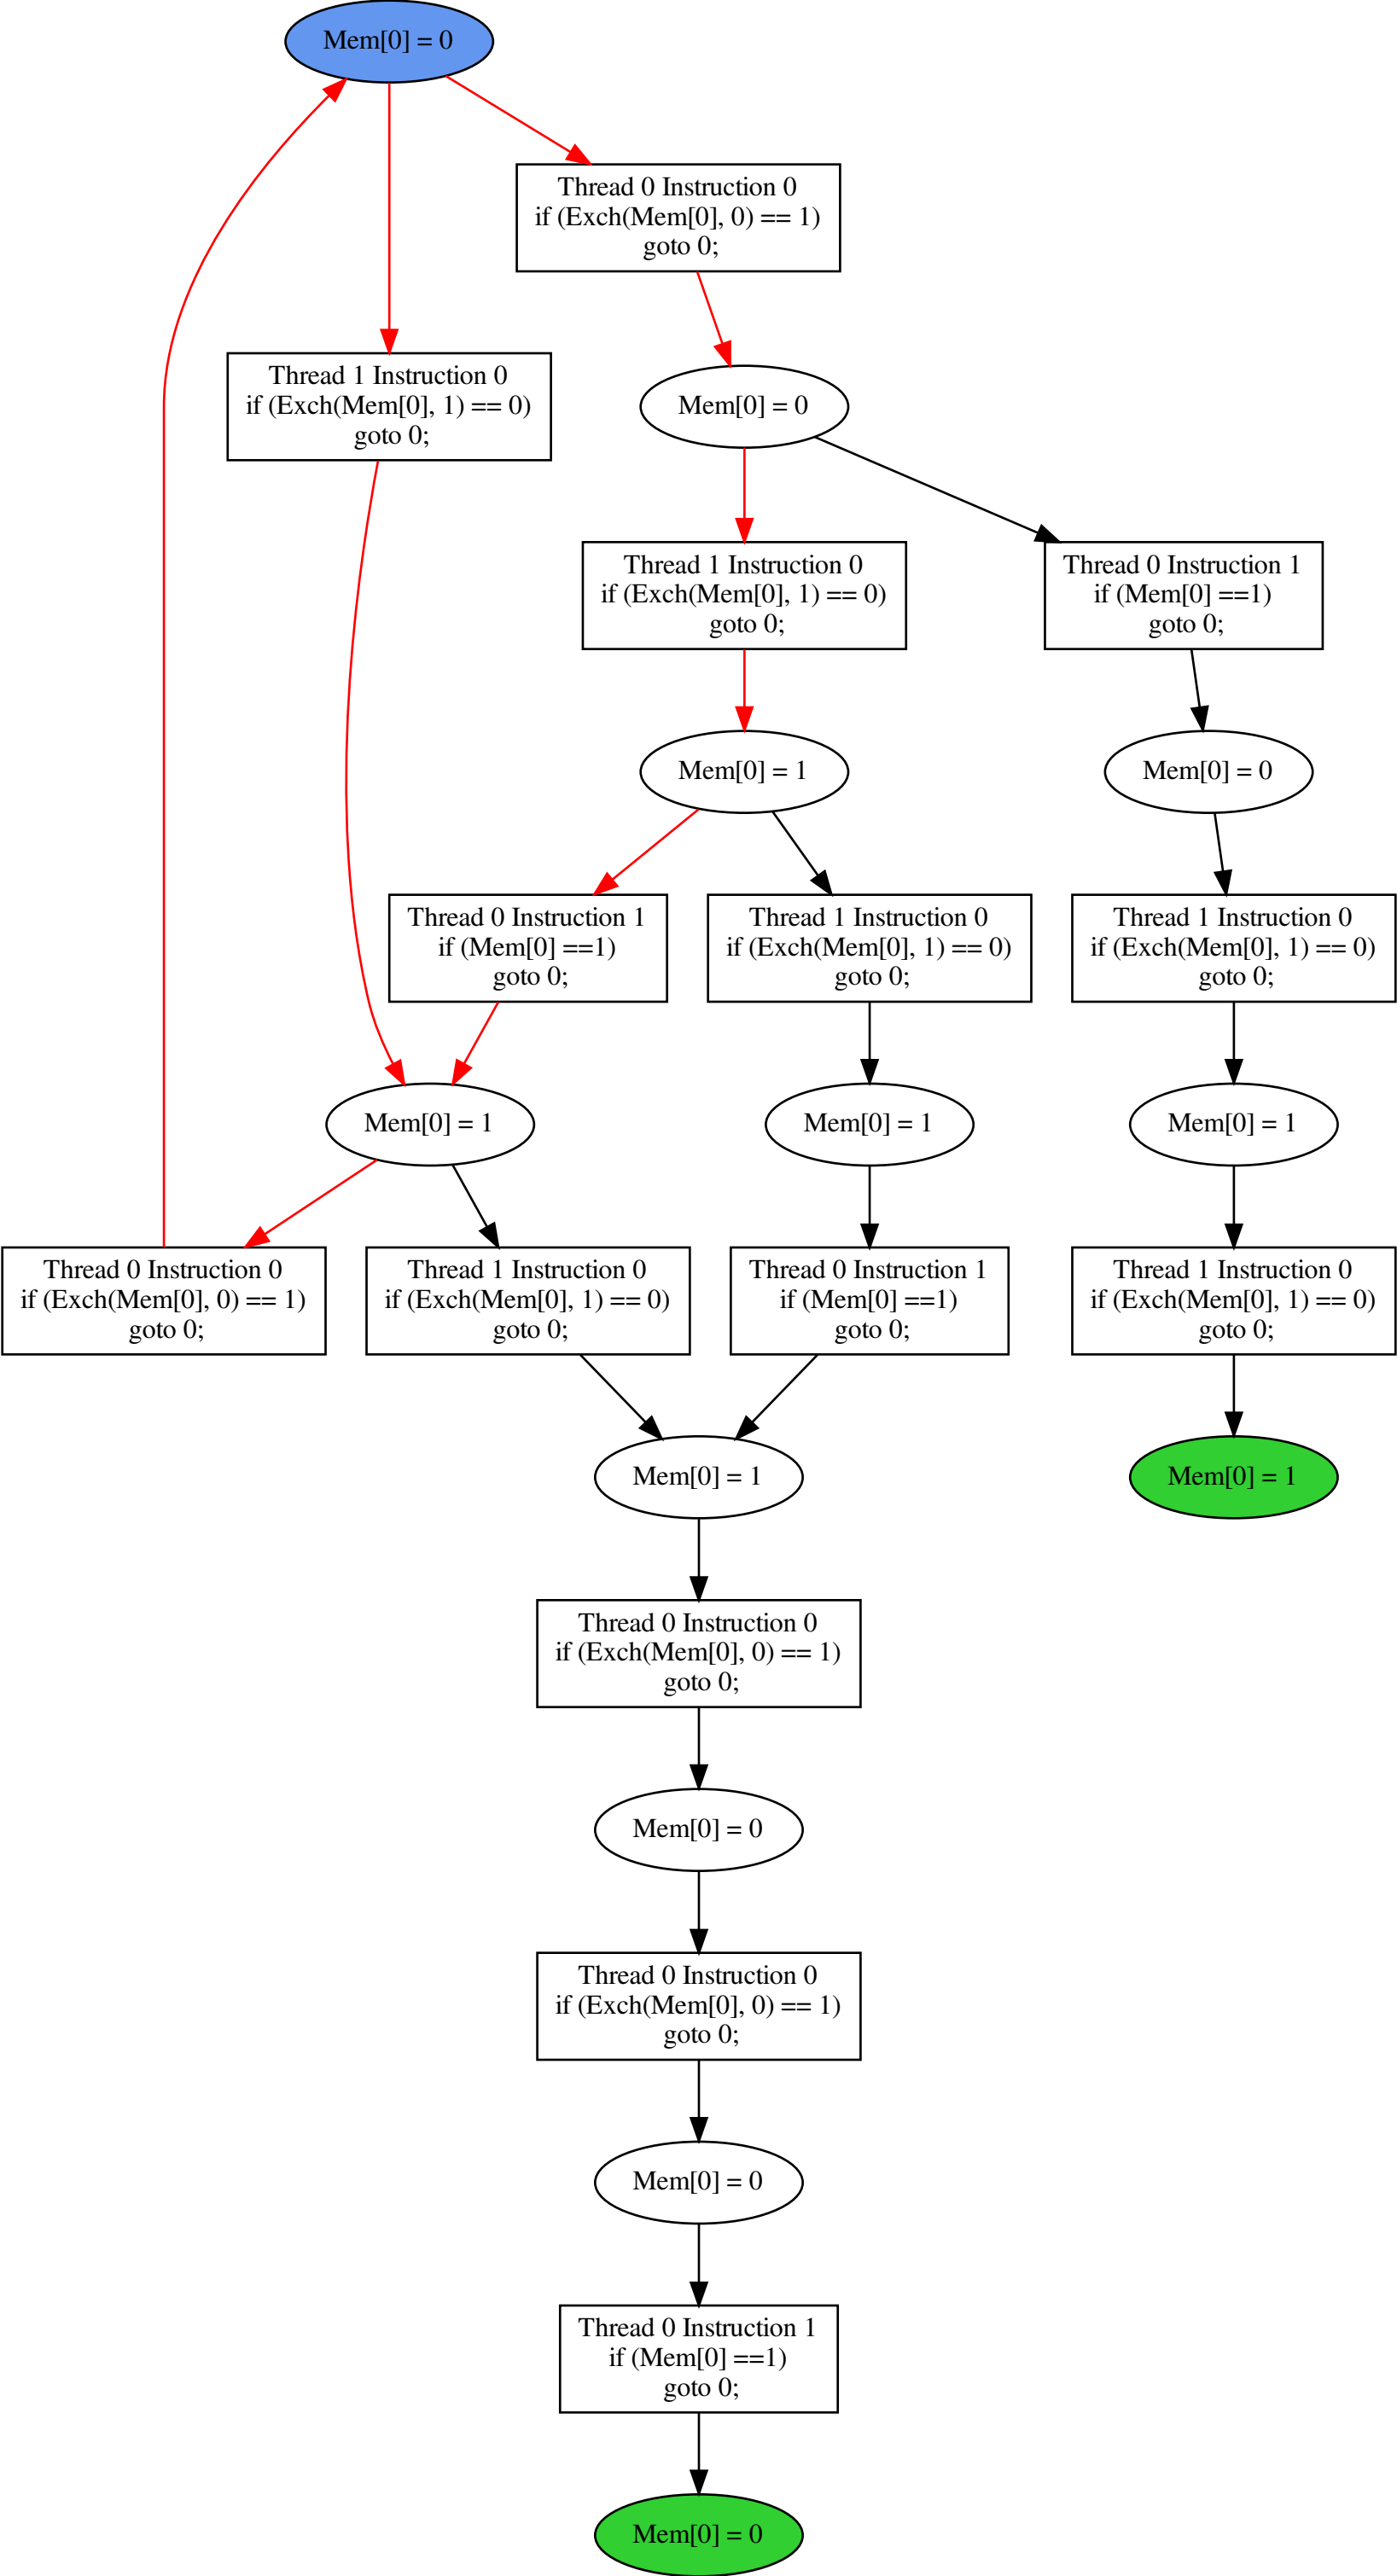 Mem[0] = 0
Thread 0 Instruction 0
if (Exch(Mem[0], 0) == 1)
goto 0;
Thread 1 Instruction 0
if (Exch(Mem[0], 1) == 0)
goto 0;
Mem[0] = 0
Thread 1 Instruction 0
if (Exch(Mem[0], 1) == 0)
goto 0;
Thread 0 Instruction 1
if (Mem[0] ==1)
goto 0;
Mem[0] = 1
Mem[0] = 0
Thread 0 Instruction 1
if (Mem[0] ==1)
goto 0;
Thread 1 Instruction 0
if (Exch(Mem[0], 1) == 0)
goto 0;
Thread 1 Instruction 0
if (Exch(Mem[0], 1) == 0)
goto 0;
Mem[0] = 1
Mem[0] = 1
Mem[0] = 1
Thread 0 Instruction 0
if (Exch(Mem[0], 0) == 1)
goto 0;
Thread 1 Instruction 0
if (Exch(Mem[0], 1) == 0)
goto 0;
Thread 0 Instruction 1
if (Mem[0] ==1)
goto 0;
Thread 1 Instruction 0
if (Exch(Mem[0], 1) == 0)
goto 0;
Mem[0] = 1
Mem[0] = 1
Thread 0 Instruction 0
if (Exch(Mem[0], 0) == 1)
goto 0;
Mem[0] = 0
Thread 0 Instruction 0
if (Exch(Mem[0], 0) == 1)
goto 0;
Mem[0] = 0
Thread 0 Instruction 1
if (Mem[0] ==1)
goto 0;
Mem[0] = 0